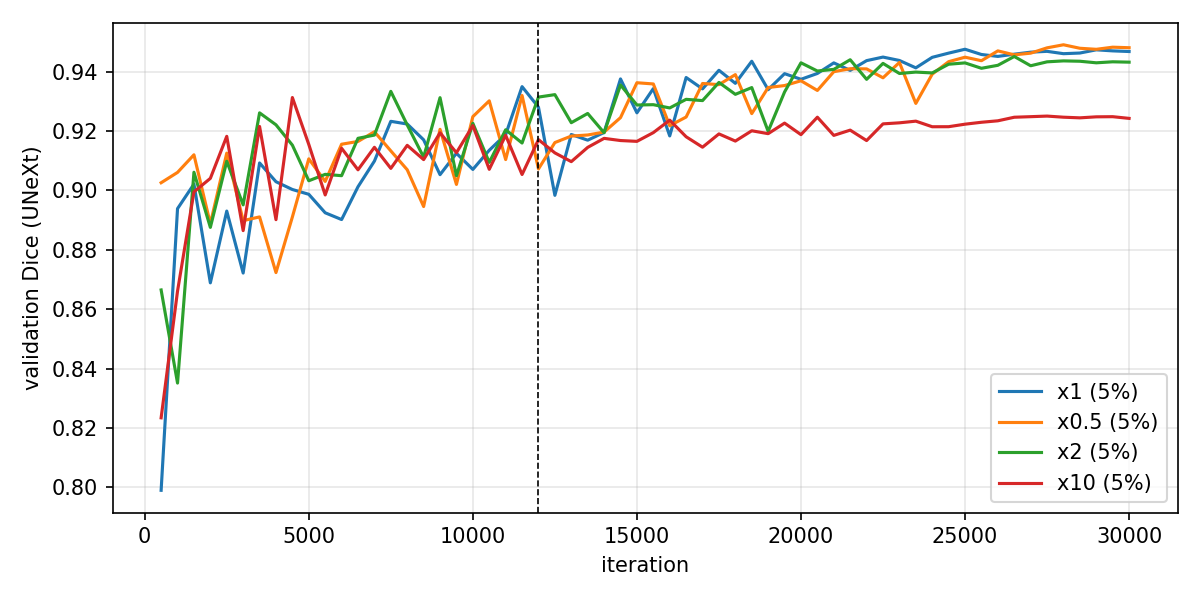 validation Dice (UNeXt)
0.94
0.92
0.90
0.88
0.86
0.84
0.82
0.80
x1 (5%)
x0.5 (5%)
x2 (5%)
x10 (5%)
0 5000 10000 15000 20000 25000 30000
iteration